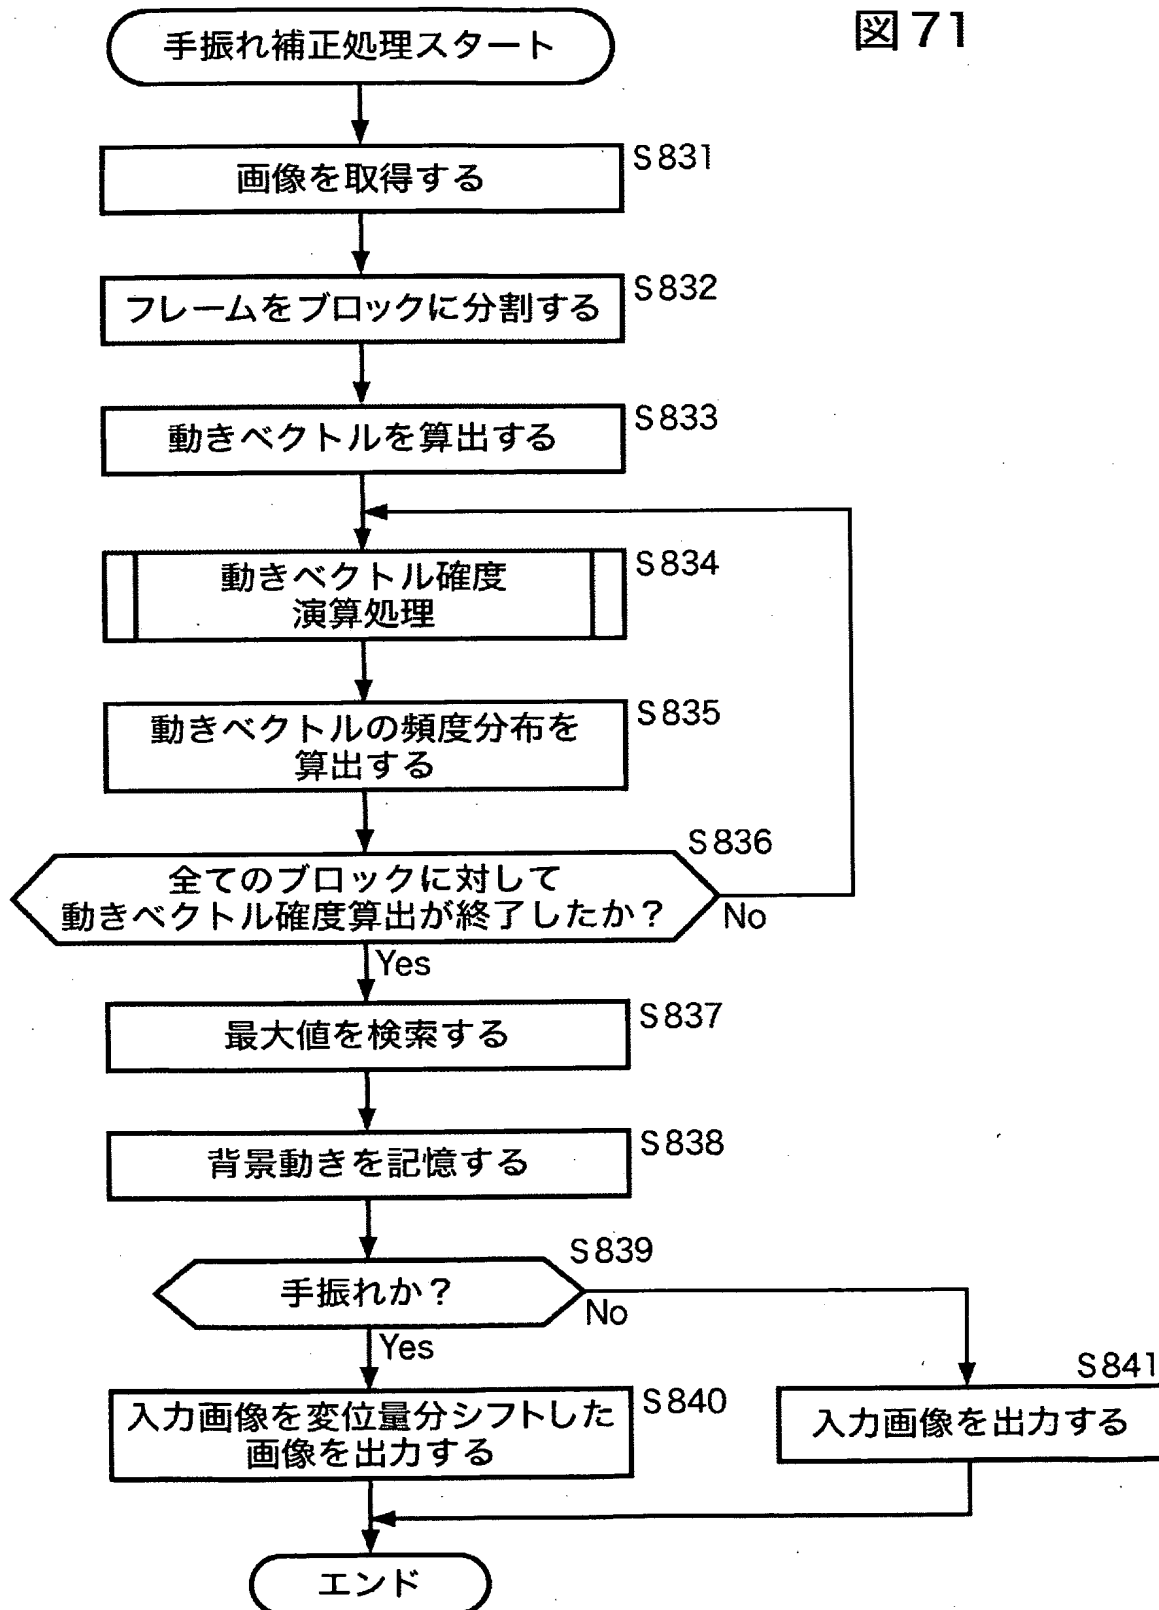 図71
手振れ補正処理スタート
S831
画像を取得する
S832
フレームをブロックに分割する
S833
動きベクトルを算出する
S834
動きベクトル確度
演算処理
S835
動きベクトルの頻度分布を
算出する
S836
全てのブロックに対して
動きベクトル確度算出が終了したか?
No
Yes
S837
最大値を検索する
S838
背景動きを記憶する
S839
手振れか?
No
Yes
S840
入力画像を変位量分シフトした
画像を出力する
S841
入力画像を出力する
エンド